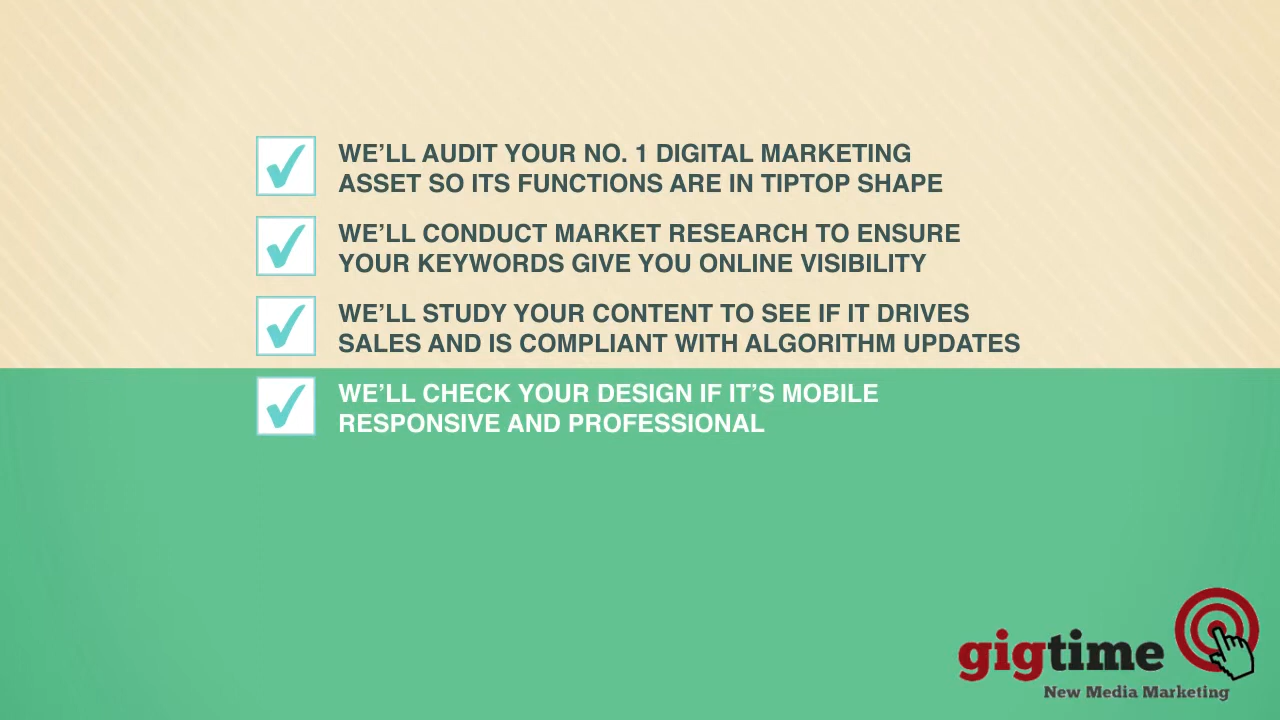 WE’LL AUDIT YOUR NO. 1 DIGITAL MARKETING
ASSET SO ITS FUNCTIONS ARE IN TIPTOP SHAPE
WE’LL CONDUCT MARKET RESEARCH TO ENSURE
YOUR KEYWORDS GIVE YOU ONLINE VISIBILITY
WE’LL STUDY YOUR CONTENT TO SEE IF IT DRIVES
SALES AND IS COMPLIANT WITH ALGORITHM UPDATES
WE’LL CHECK YOUR DESIGN IF IT’S MOBILE
RESPONSIVE AND PROFESSIONAL
gigtime
New Media Marketing